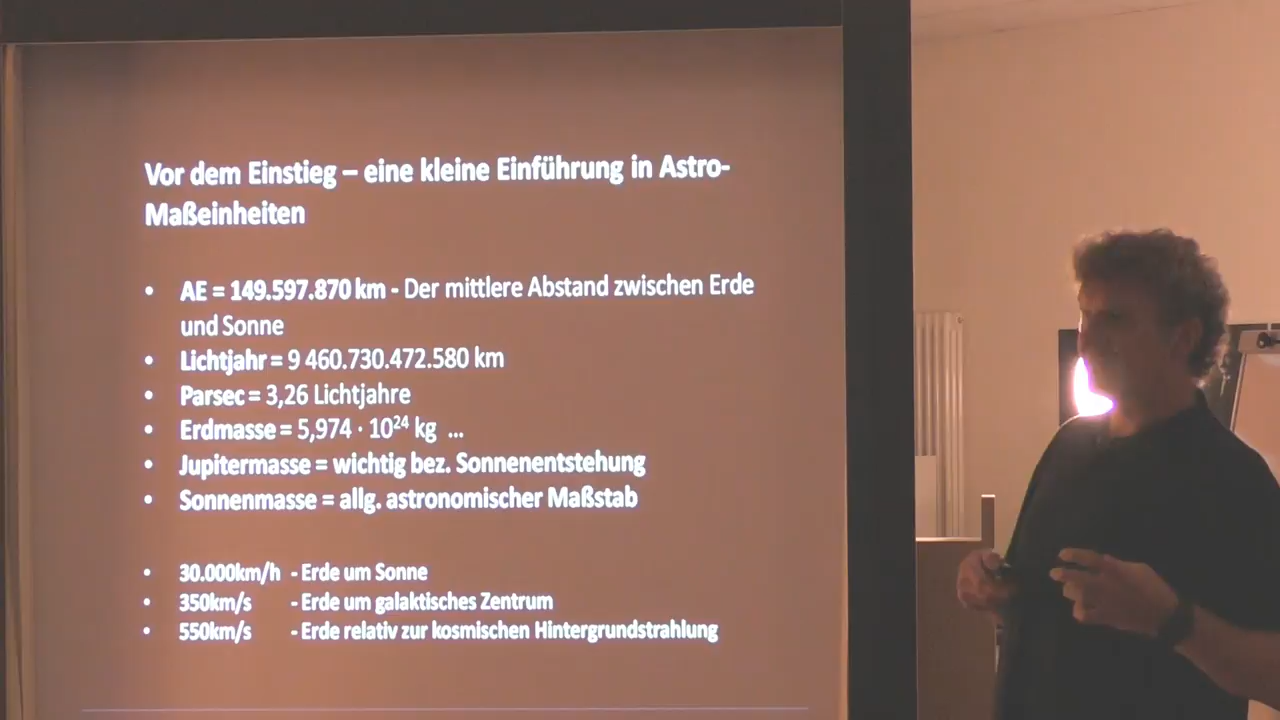 Vor dem Einstieg – eine kleine Einführung in Astro-
Maßeinheiten
• AE = 149.597.870 km - Der mittlere Abstand zwischen Erde
und Sonne
• Lichtjahr = 9 460.730.472.580 km
• Parsec = 3,26 Lichtjahre
• Erdmasse = 5,974 · 10²⁴ kg ...
• Jupitermasse = wichtig bez. Sonnenentstehung
• Sonnenmasse = allg. astronomischer Maßstab
• 30.000km/h - Erde um Sonne
• 350km/s - Erde um galaktisches Zentrum
• 550km/s - Erde relativ zur kosmischen Hintergrundstrahlung